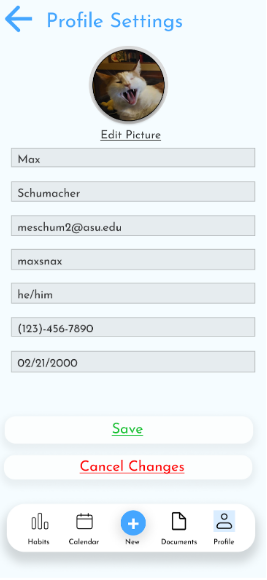 Profile Settings
Edit Picture
Max
Schumacher
meschum2@asu.edu
maxsnax
he/him
(123)-456-7890
02/21/2000
Save
Cancel Changes
Habits Calendar New Documents Profile